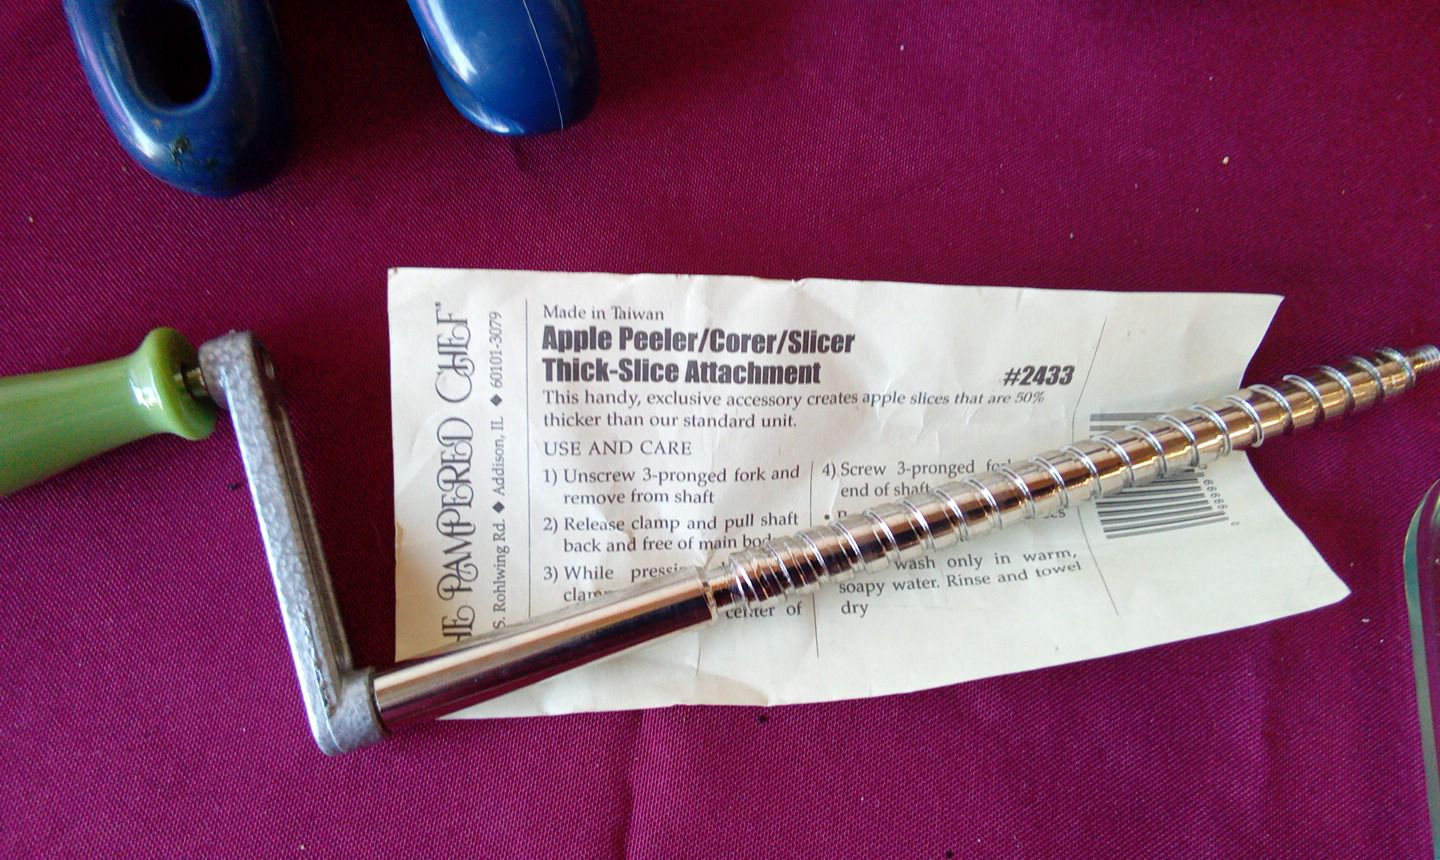 HE PAMPERED CHEF
S. Rohlwing Rd. ◆ Addison, IL ◆ 60101-3079
Made in Taiwan
Apple Peeler/Corer/Slicer
Thick-Slice Attachment #2433
This handy, exclusive accessory creates apple slices that are 50%
thicker than our standard unit.
USE AND CARE
1) Unscrew 3-pronged fork and
remove from shaft
2) Release clamp and pull shaft
back and free of main
3) While
center of
4) Screw 3-pronged
end of shaft
wash only in warm,
soapy water. Rinse and towel
dry